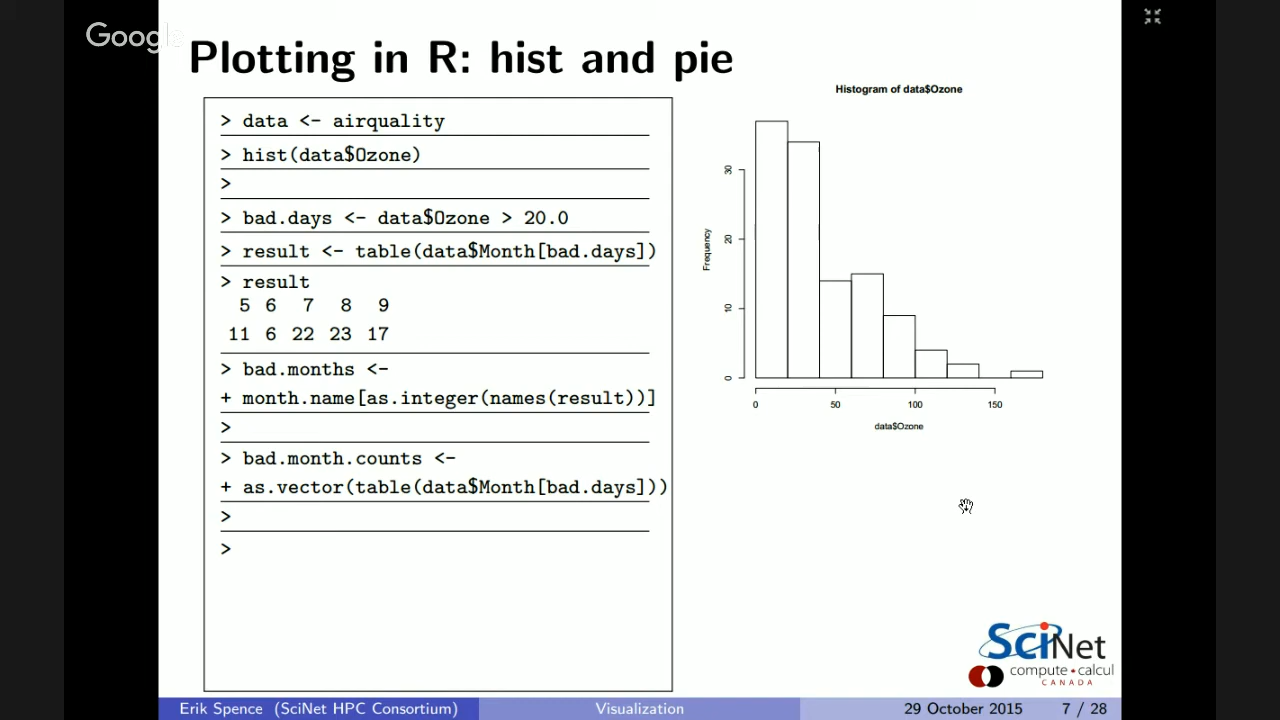 Google
Plotting in R: hist and pie
> data <- airquality
> hist(data$Ozone)
>
> bad.days <- data$Ozone > 20.0
> result <- table(data$Month[bad.days])
> result
5 6 7 8 9
11 6 22 23 17
> bad.months <-
+ month.name[as.integer(names(result))]
>
> bad.month.counts <-
+ as.vector(table(data$Month[bad.days]))
>
>
Histogram of data$Ozone
Frequency
30
20
10
0
0 50 100 150
data$Ozone
SciNet
compute • calcul
CANADA
Erik Spence (SciNet HPC Consortium)
Visualization
29 October 2015
7 / 28